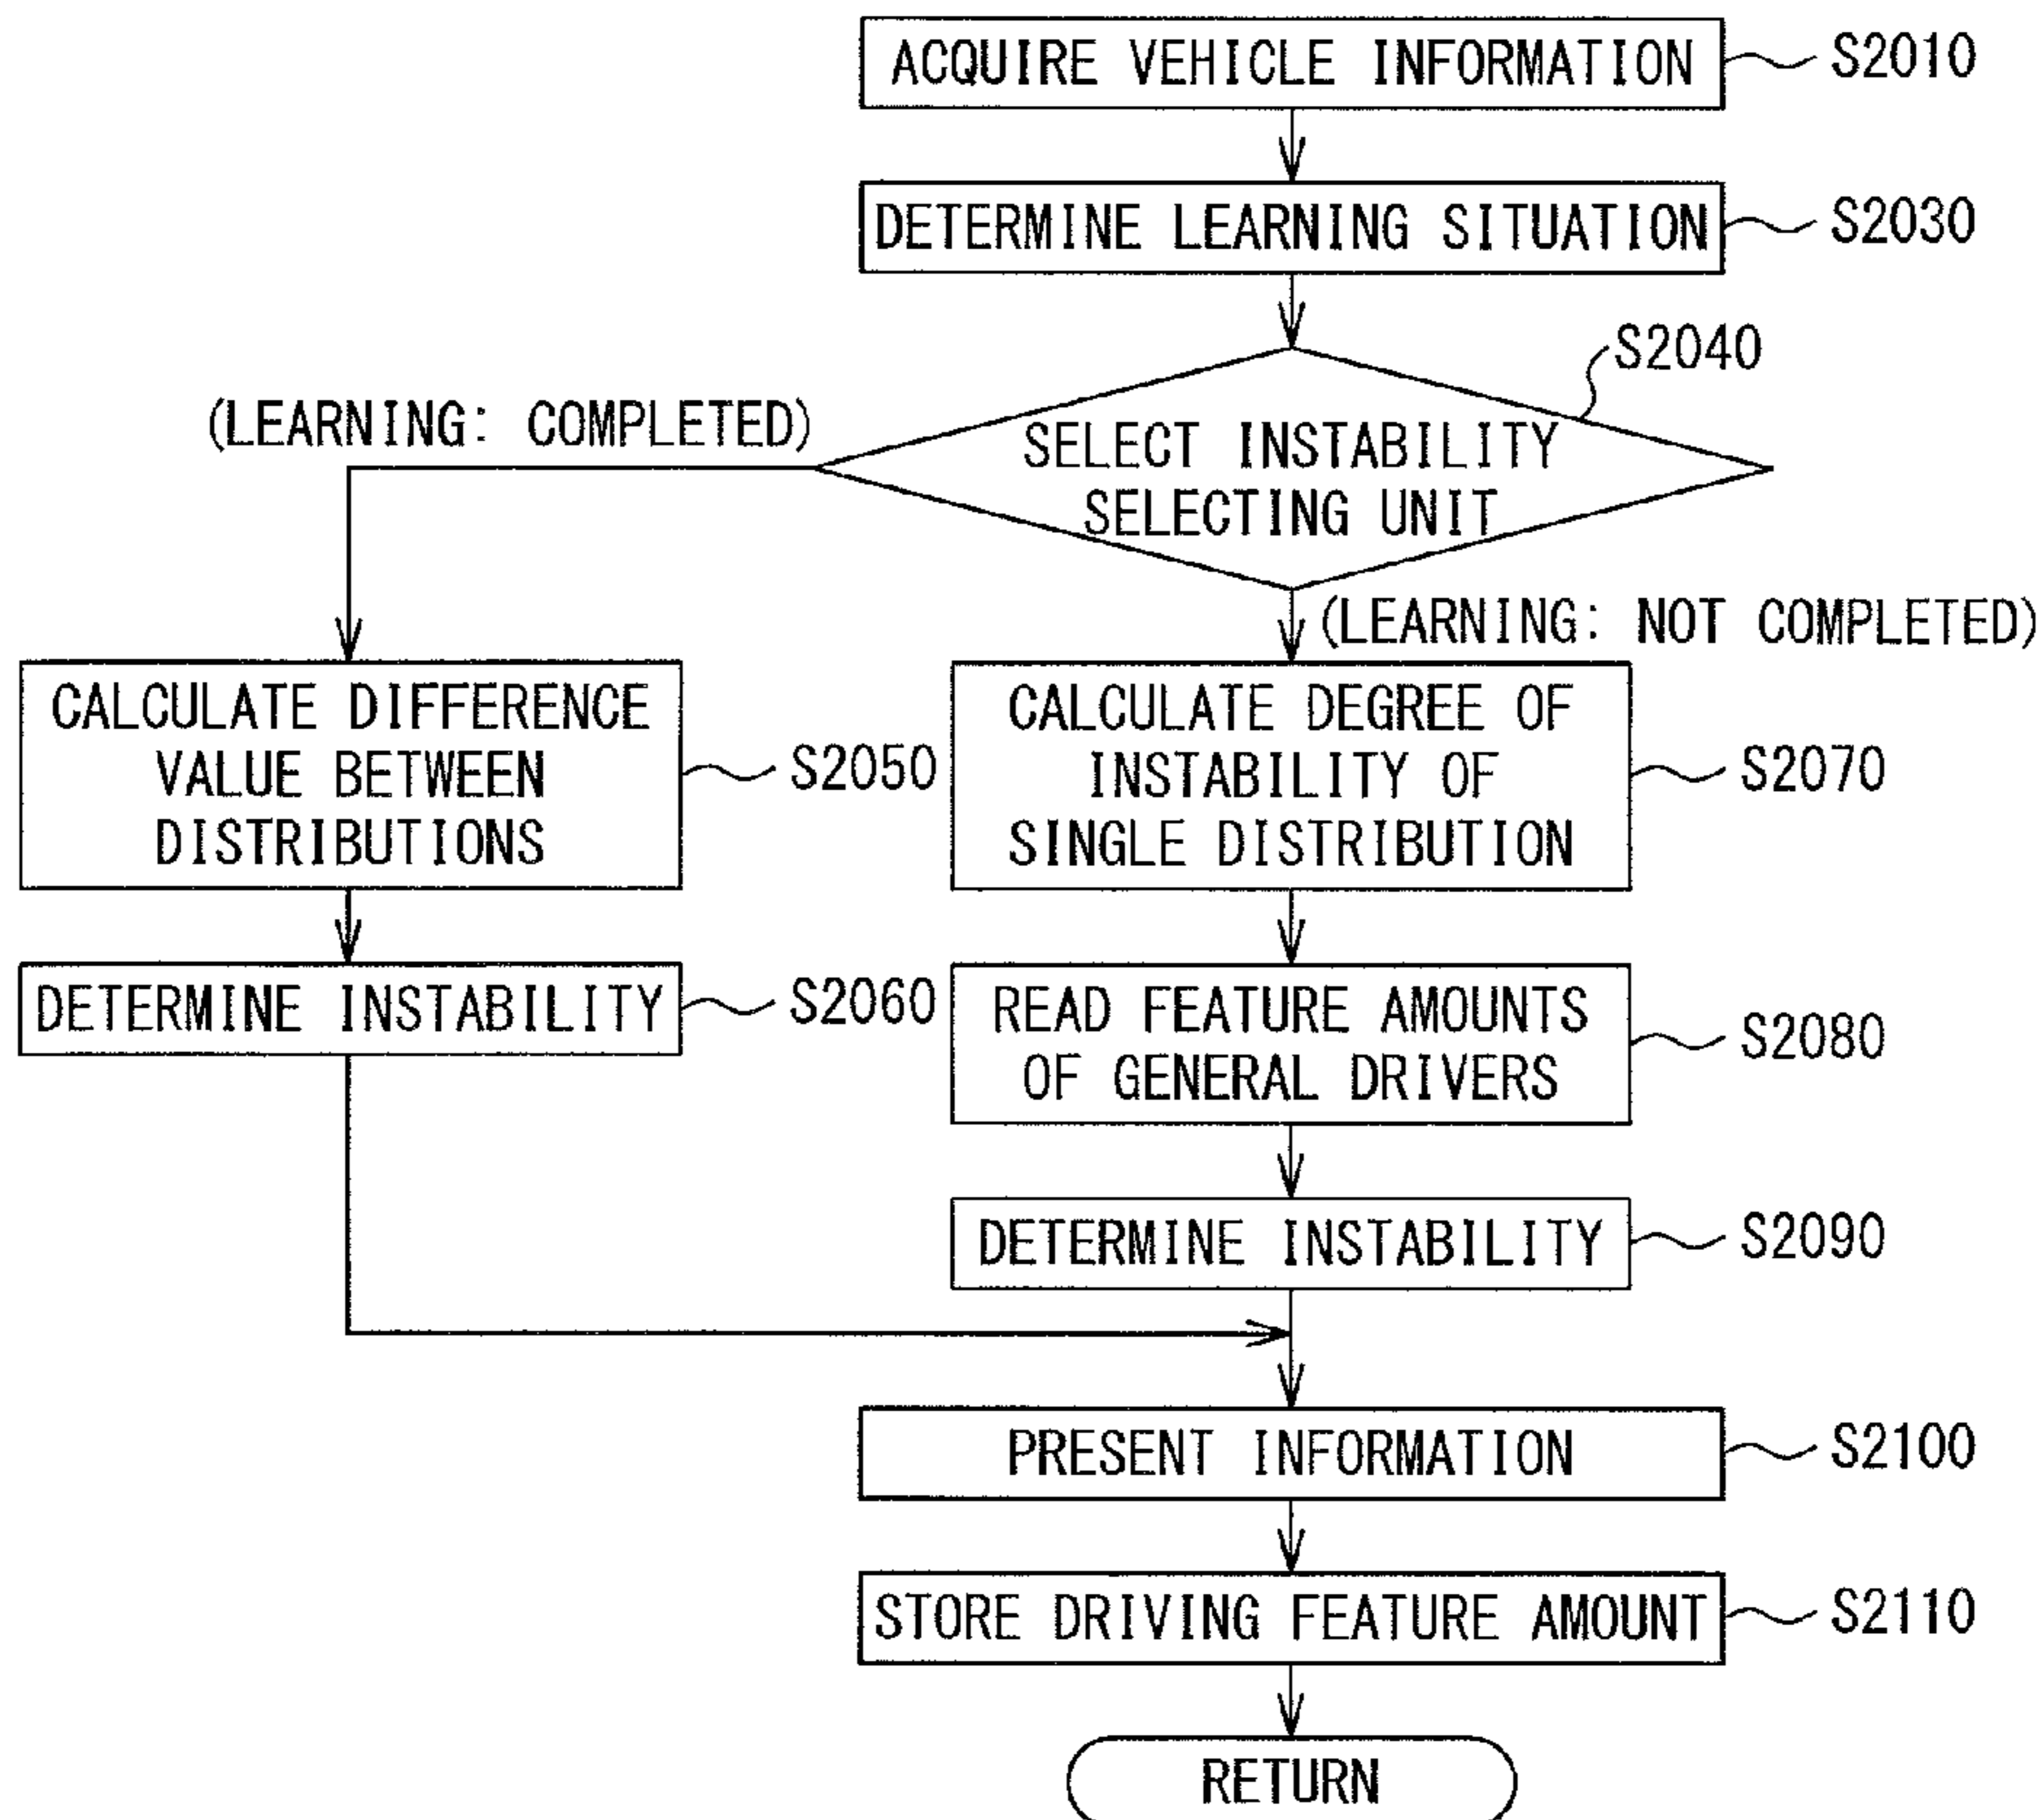 ACQUIRE VEHICLE INFORMATION
S2010
DETERMINE LEARNING SITUATION
S2030
S2040
SELECT INSTABILITY
SELECTING UNIT
(LEARNING: COMPLETED)
(LEARNING: NOT COMPLETED)
CALCULATE DIFFERENCE
VALUE BETWEEN
DISTRIBUTIONS
S2050
CALCULATE DEGREE OF
INSTABILITY OF
SINGLE DISTRIBUTION
S2070
DETERMINE INSTABILITY
S2060
READ FEATURE AMOUNTS
OF GENERAL DRIVERS
S2080
DETERMINE INSTABILITY
S2090
PRESENT INFORMATION
S2100
STORE DRIVING FEATURE AMOUNT
S2110
RETURN